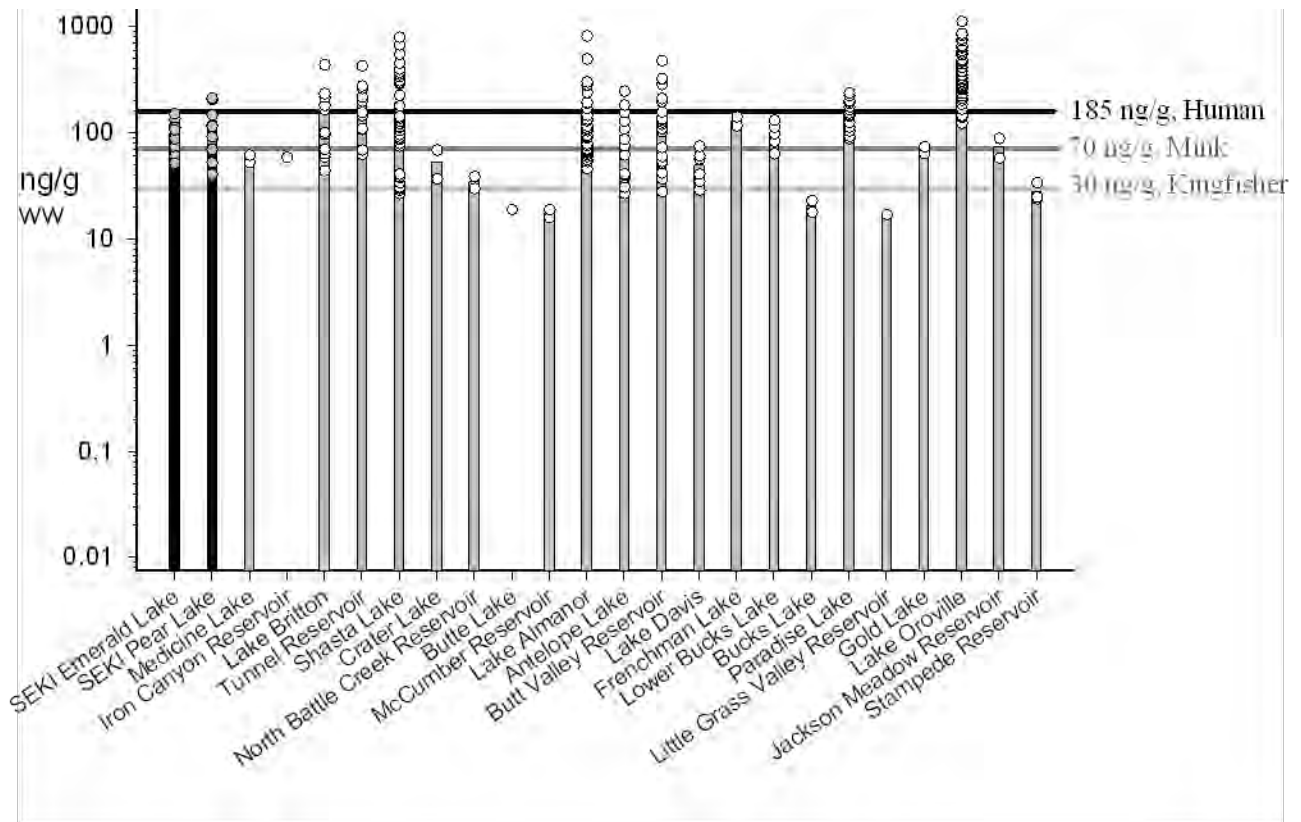 1000
100
10
1
0.1
0.01
ng/g
ww
185 ng/g, Human
70 ng/g, Mink
30 ng/g, Kingfisher
SEKI Emerald Lake
SEKI Pear Lake
Medicine Lake
Iron Canyon Reservoir
Lake Britton
Tunnel Reservoir
Shasta Lake
Crater Lake
North Battle Creek Reservoir
Butte Lake
McCumber Reservoir
Lake Almanor
Antelope Lake
Butt Valley Reservoir
Lake Davis
Frenchman Lake
Lower Bucks Lake
Bucks Lake
Paradise Lake
Little Grass Valley Reservoir
Gold Lake
Lake Oroville
Jackson Meadow Reservoir
Stampede Reservoir